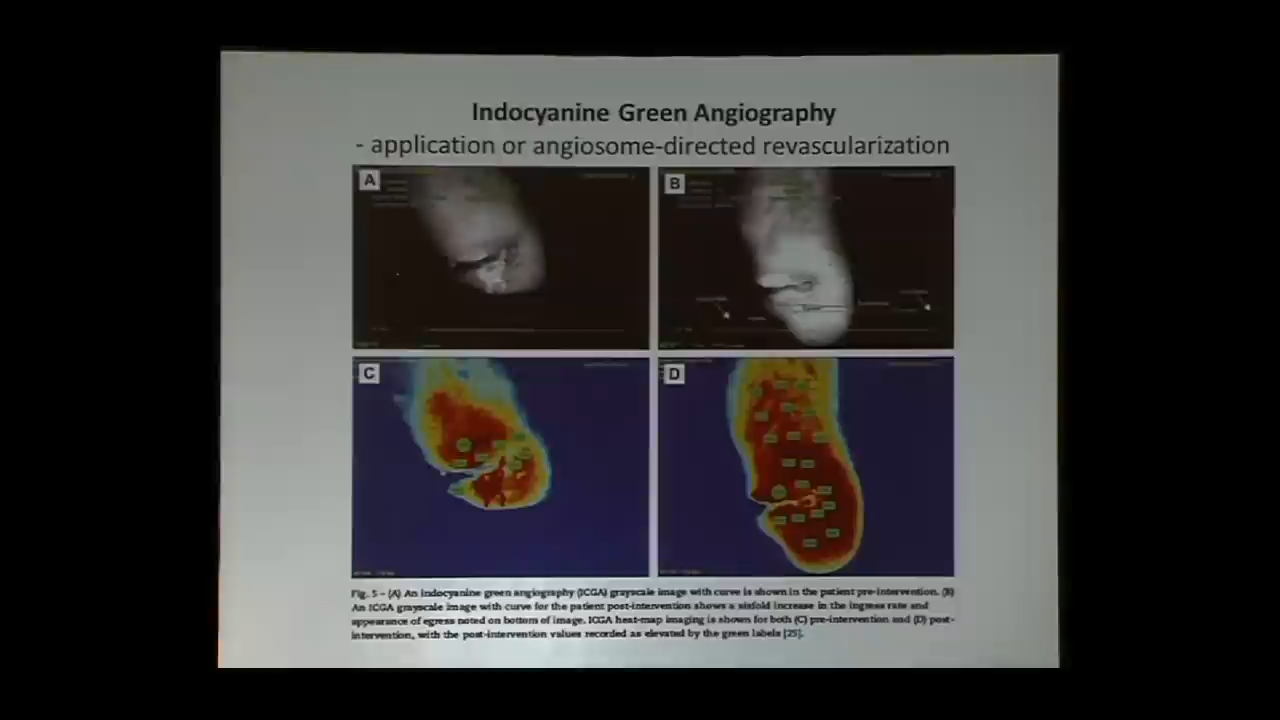 Indocyanine Green Angiography
- application or angiosome-directed revascularization
A
B
C
D
Fig. 5 – (A) An indocyanine green angiography (ICGA) grayscale image with curve is shown in the patient pre-intervention. (B)
An ICGA grayscale image with curve for the patient post-intervention shows a sixfold increase in the ingress rate and
appearance of egress noted on bottom of image. ICGA heat-map imaging is shown for both (C) pre-intervention and (D) post-
intervention, with the post-intervention values recorded as elevated by the green labels [25].